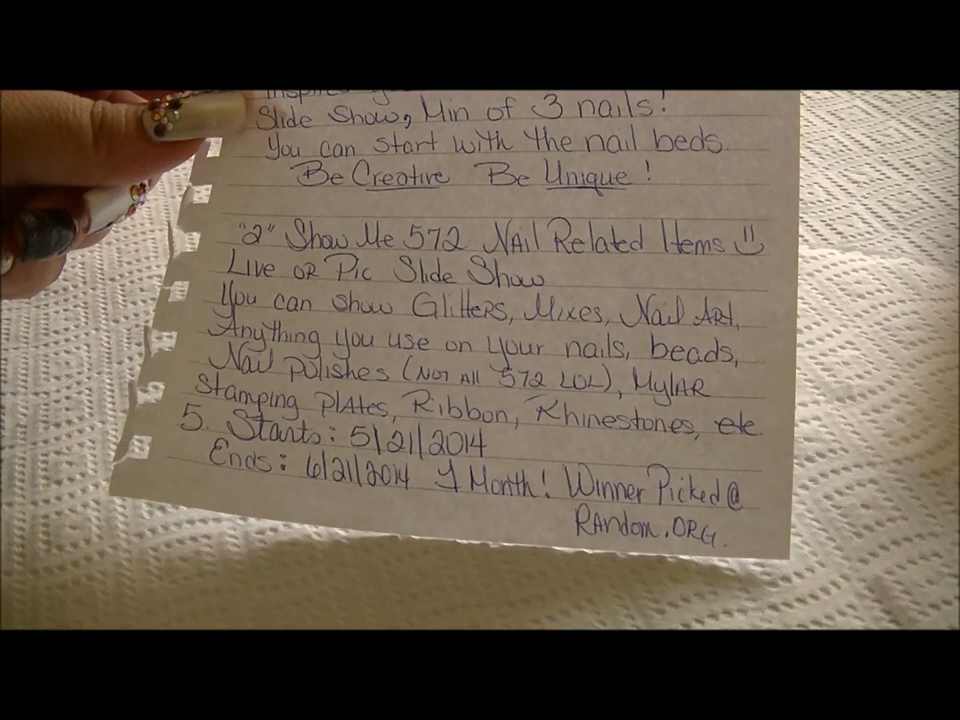 Slide Show, Min of 3 nails!
You can start with the nail beds.
Be Creative Be Unique!
"2" Show Me 572 Nail Related Items
Live or Pic Slide Show
You can show Glitters, Mixes, Nail Art,
Anything you use on your nails, beads,
Nail polishes (Not All 572 LOL), Mylar
Stamping Plates, Ribbon, Rhinestones, etc.
5. Starts: 5/21/2014
Ends: 6/21/2014 1 Month! Winner Picked @
Random.ORG.